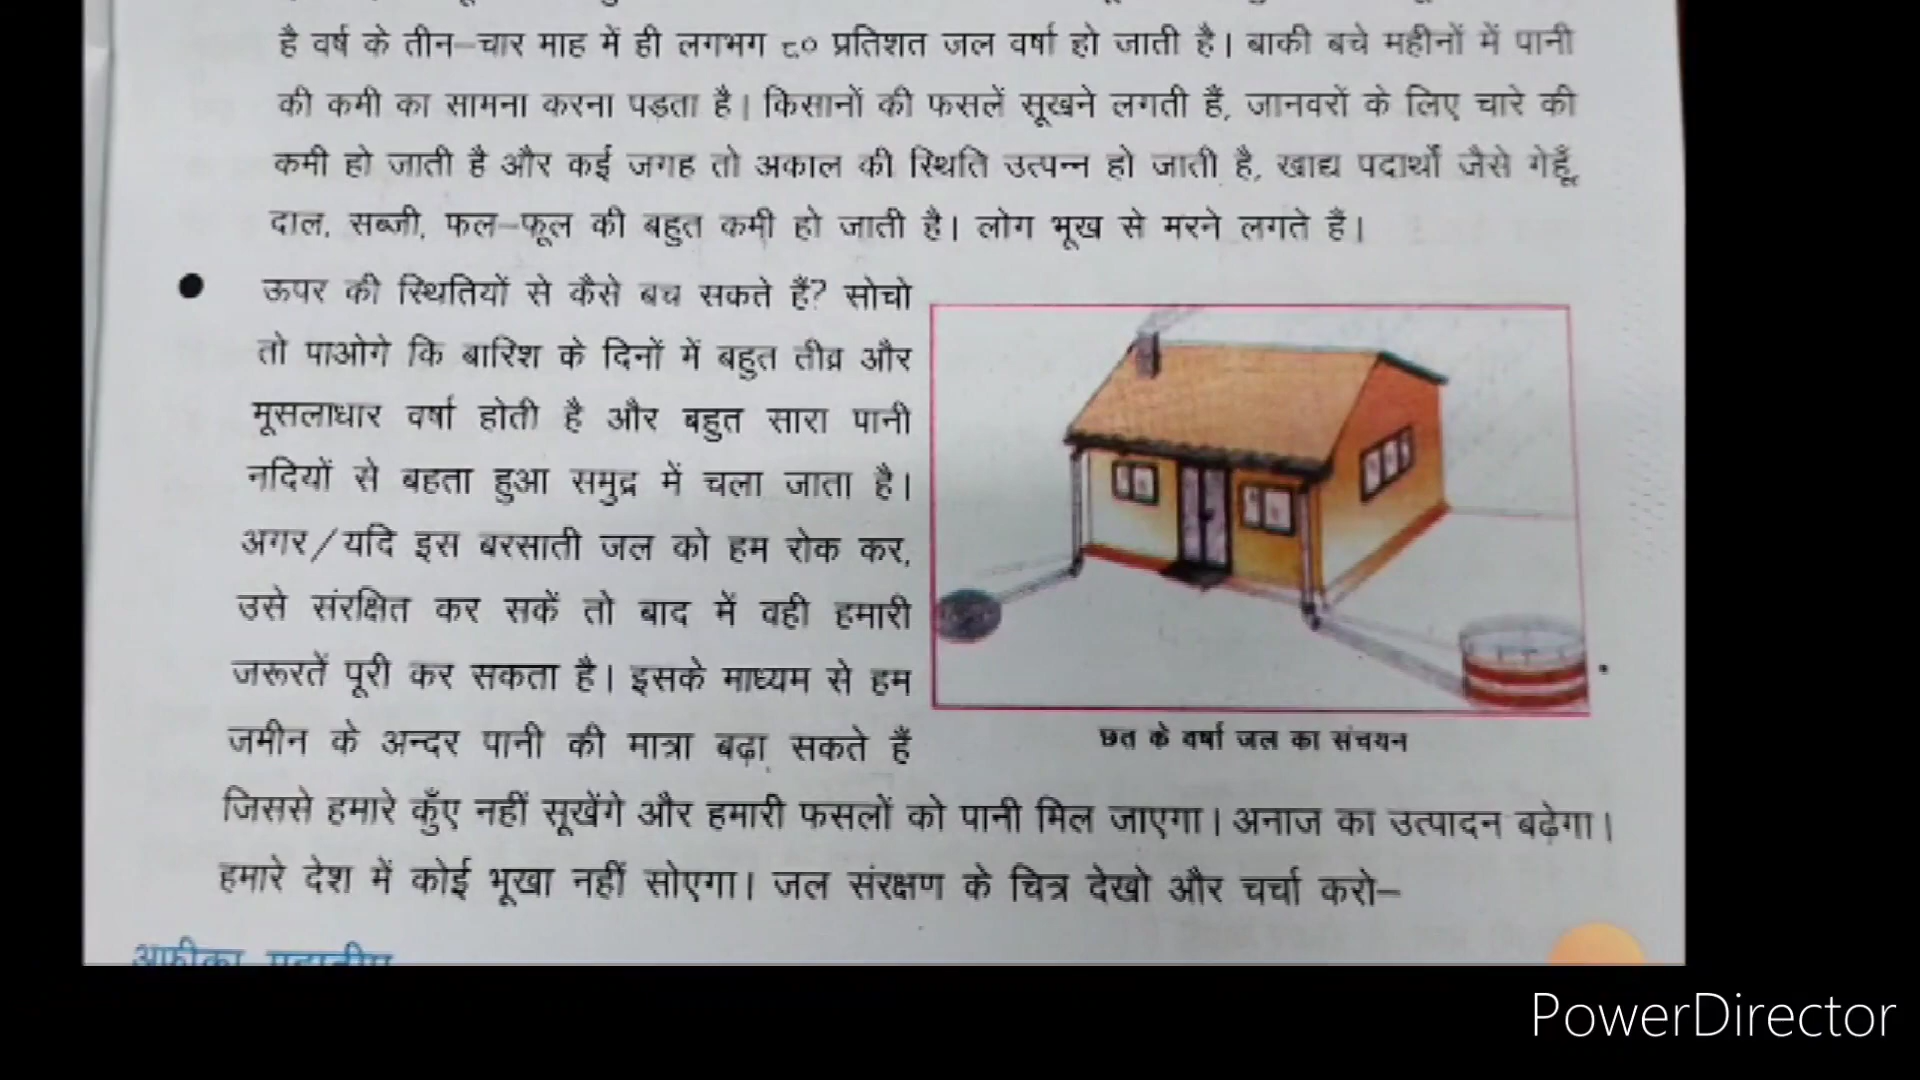 है वर्ष के तीन–चार माह में ही लगभग ८० प्रतिशत जल वर्षा हो जाती है। बाकी बचे महीनों में पानी
की कमी का सामना करना पड़ता है। किसानों की फसलें सूखने लगती हैं, जानवरों के लिए चारे की
कमी हो जाती है और कई जगह तो अकाल की स्थिति उत्पन्न हो जाती है, खाद्य पदार्थों जैसे गेहूँ,
दाल, सब्जी, फल–फूल की बहुत कमी हो जाती है। लोग भूख से मरने लगते हैं।
● ऊपर की स्थितियों से कैसे बच सकते हैं? सोचो
तो पाओगे कि बारिश के दिनों में बहुत तीव्र और
मूसलाधार वर्षा होती है और बहुत सारा पानी
नदियों से बहता हुआ समुद्र में चला जाता है।
अगर/यदि इस बरसाती जल को हम रोक कर,
उसे संरक्षित कर सकें तो बाद में वही हमारी
जरूरतें पूरी कर सकता है। इसके माध्यम से हम
जमीन के अन्दर पानी की मात्रा बढ़ा सकते हैं
छत के वर्षा जल का संचयन
जिससे हमारे कुँए नहीं सूखेंगे और हमारी फसलों को पानी मिल जाएगा। अनाज का उत्पादन बढ़ेगा।
हमारे देश में कोई भूखा नहीं सोएगा। जल संरक्षण के चित्र देखो और चर्चा करो–
PowerDirector